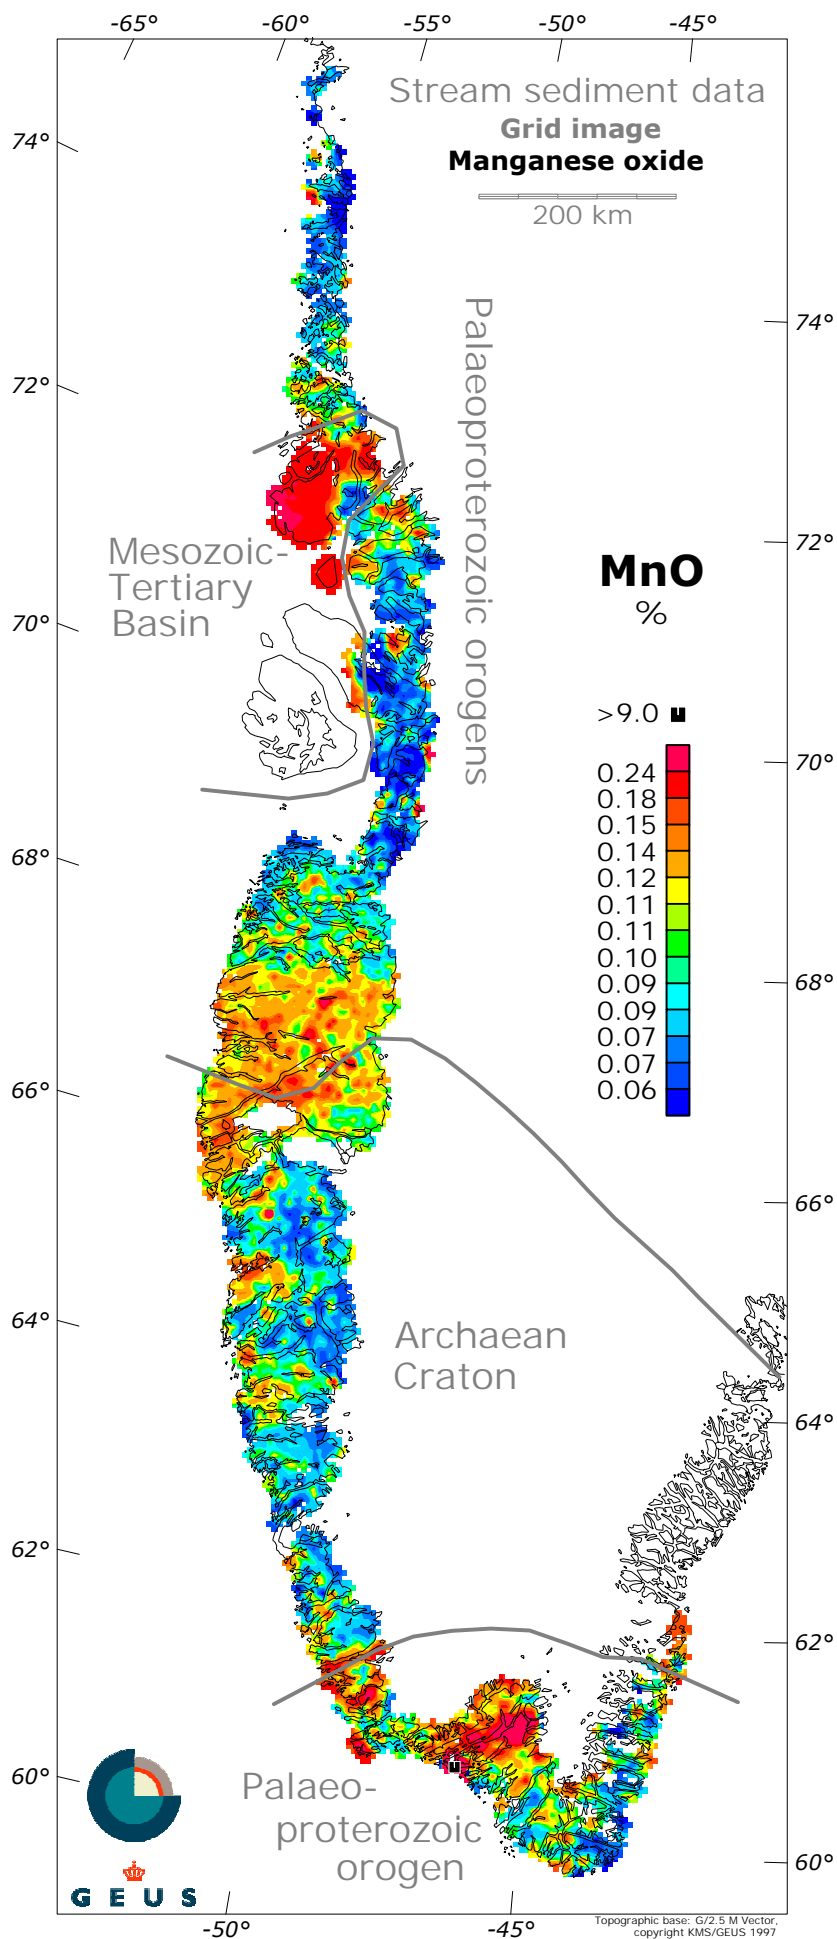 -65° -60° -55° -50° -45°
Stream sediment data
Grid image
Manganese oxide
200 km
74°
74°
72°
72°
70°
70°
68°
68°
66°
66°
64°
64°
62°
62°
60°
60°
Palaeoproterozoic orogens
Mesozoic-
Tertiary
Basin
MnO
%
>9.0
0.24
0.18
0.15
0.14
0.12
0.11
0.11
0.10
0.09
0.09
0.07
0.07
0.06
Archaean
Craton
Palaeo-
proterozoic
orogen
GEUS
-50° -45°
Topographic base: G/2.5 M Vector,
copyright KMS/GEUS 1997